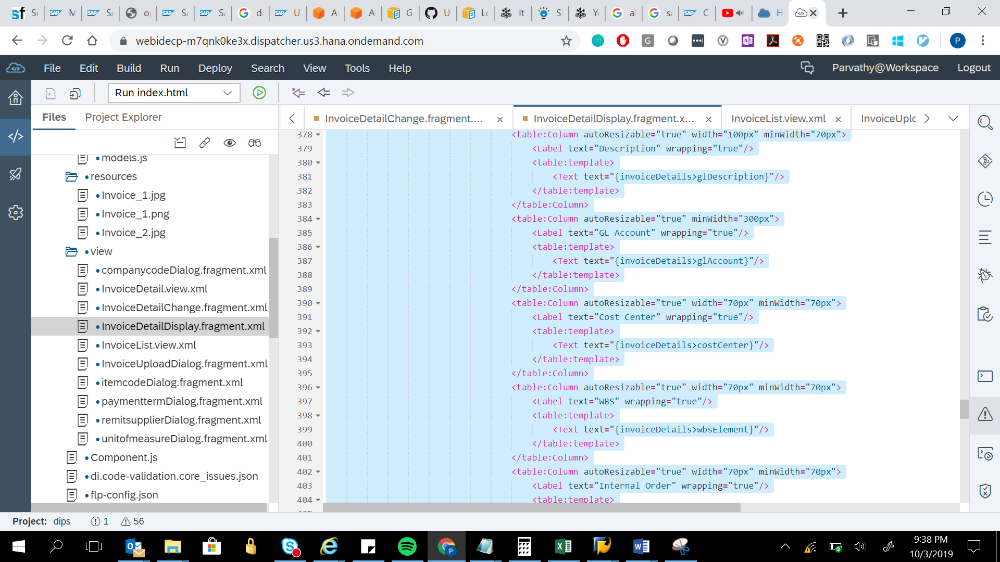 Su
M
SA
op
SA
SA
di
U
A
A
G
U
Lo
It'
Si
Yo
al
sa
C
H
webidecp-m7qnk0ke3x.dispatcher.us3.hana.ondemand.com
P
File Edit Build Run Deploy Search View Tools Help
Parvathy@Workspace Logout
Run index.html
Files Project Explorer
InvoiceDetailChange.fragment....
InvoiceDetailDisplay.fragment.x...
InvoiceList.view.xml
InvoiceUplo
models.js
resources
Invoice_1.jpg
Invoice_1.png
Invoice_2.jpg
view
companycodeDialog.fragment.xml
InvoiceDetail.view.xml
InvoiceDetailChange.fragment.xml
InvoiceDetailDisplay.fragment.xml
InvoiceList.view.xml
InvoiceUploadDialog.fragment.xml
itemcodeDialog.fragment.xml
paymenttermDialog.fragment.xml
remitsupplierDialog.fragment.xml
unitofmeasureDialog.fragment.xml
Component.js
di.code-validation.core_issues.json
flp-config.json
378 <table:Column autoResizable="true" width="100px" minWidth="70px">
379 <Label text="Description" wrapping="true"/>
380 <table:template>
381 <Text text="{invoiceDetails>glDescription}"/>
382 </table:template>
383 </table:Column>
384 <table:Column autoResizable="true" minWidth="300px">
385 <Label text="GL Account" wrapping="true"/>
386 <table:template>
387 <Text text="{invoiceDetails>glAccount}"/>
388 </table:template>
389 </table:Column>
390 <table:Column autoResizable="true" width="70px" minWidth="70px">
391 <Label text="Cost Center" wrapping="true"/>
392 <table:template>
393 <Text text="{invoiceDetails>costCenter}"/>
394 </table:template>
395 </table:Column>
396 <table:Column autoResizable="true" width="70px" minWidth="70px">
397 <Label text="WBS" wrapping="true"/>
398 <table:template>
399 <Text text="{invoiceDetails>wbsElement}"/>
400 </table:template>
401 </table:Column>
402 <table:Column autoResizable="true" width="70px" minWidth="70px">
403 <Label text="Internal Order" wrapping="true"/>
404 <table:template>
Project: dips 1 56
9:38 PM
10/3/2019